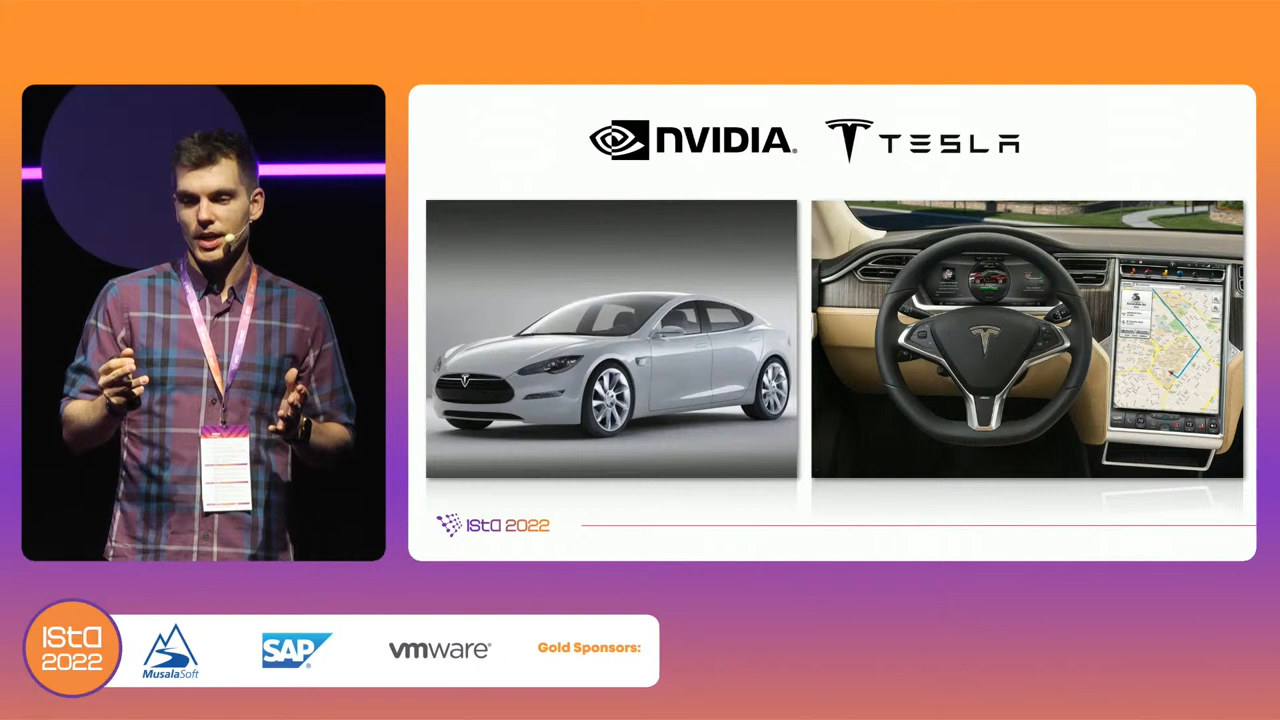 NVIDIA.
TESLA
ISTA 2022
ISTA
2022
MusalaSoft
SAP
vmware
Gold Sponsors: